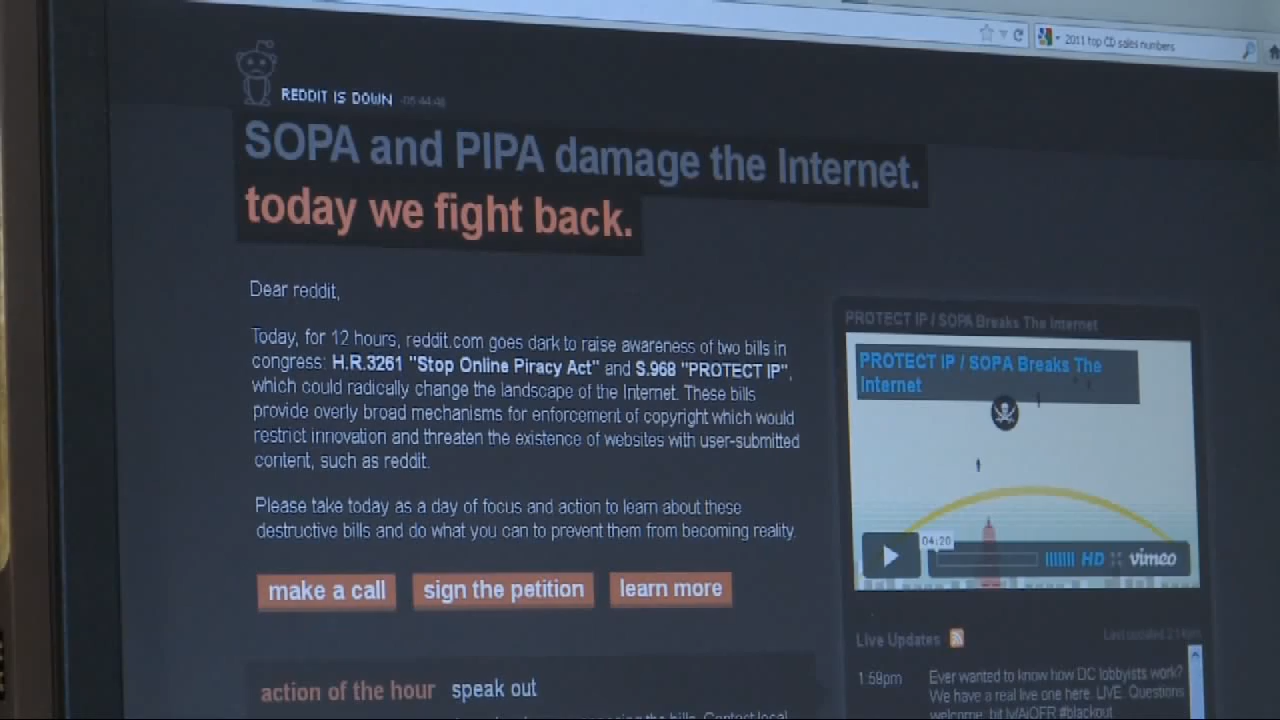 2011 top CD sales numbers
REDDIT IS DOWN -05:44:46
SOPA and PIPA damage the Internet.
today we fight back.
Dear reddit,
Today, for 12 hours, reddit.com goes dark to raise awareness of two bills in
congress: H.R.3261 "Stop Online Piracy Act" and S.968 "PROTECT IP",
which could radically change the landscape of the Internet. These bills
provide overly broad mechanisms for enforcement of copyright which would
restrict innovation and threaten the existence of websites with user-submitted
content, such as reddit.
Please take today as a day of focus and action to learn about these
destructive bills and do what you can to prevent them from becoming reality.
make a call sign the petition learn more
action of the hour speak out
PROTECT IP / SOPA Breaks The Internet
PROTECT IP / SOPA Breaks The
Internet
04:20
HD vimeo
Live Updates
Last updated
1:59pm
Ever wanted to know how DC lobbyists work?
We have a real live one here. LIVE. Questions
welcome. #blackout